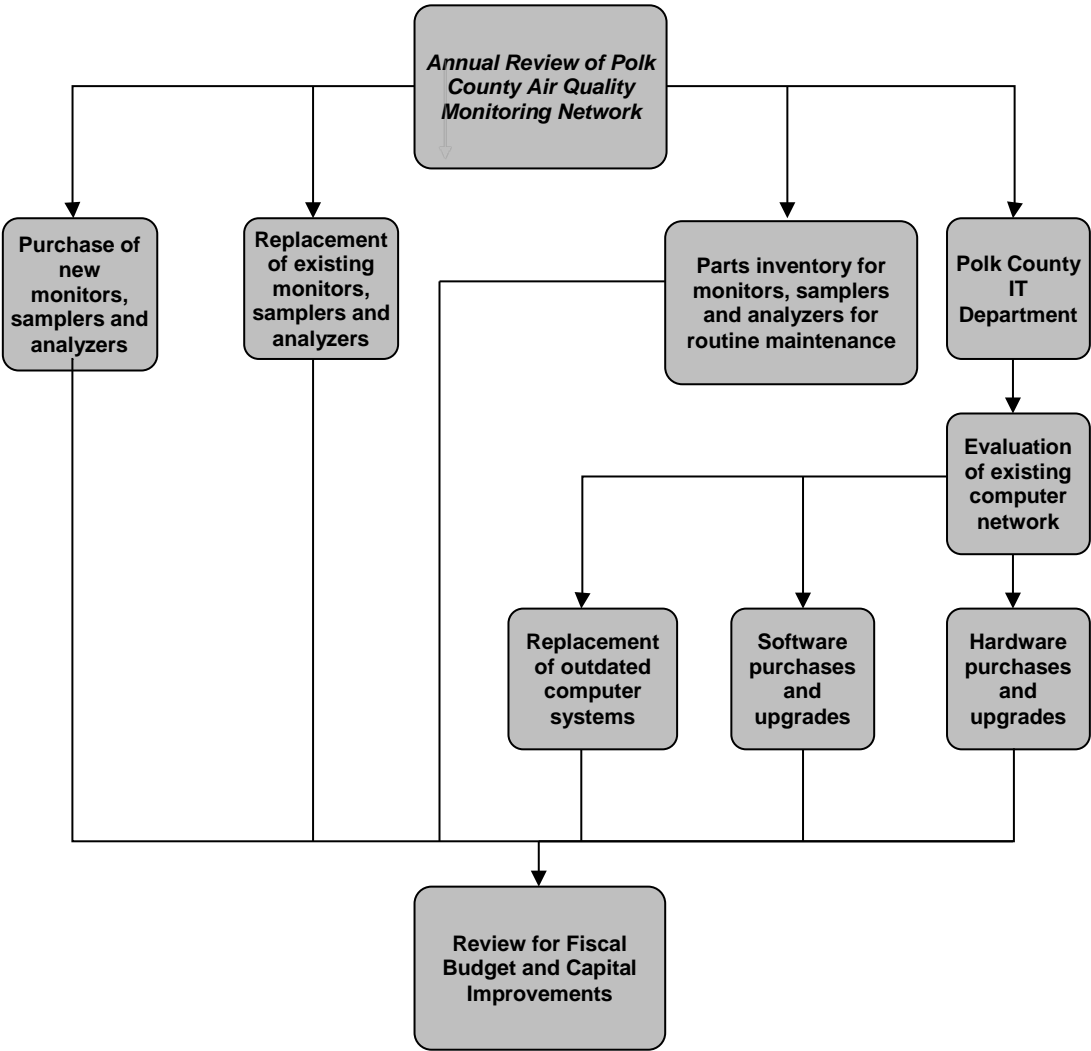 Annual Review of Polk
County Air Quality
Monitoring Network
Purchase of
new
monitors,
samplers and
analyzers
Replacement
of existing
monitors,
samplers and
analyzers
Parts inventory for
monitors, samplers
and analyzers for
routine maintenance
Polk County
IT
Department
Evaluation
of existing
computer
network
Replacement
of outdated
computer
systems
Software
purchases
and
upgrades
Hardware
purchases
and
upgrades
Review for Fiscal
Budget and Capital
Improvements